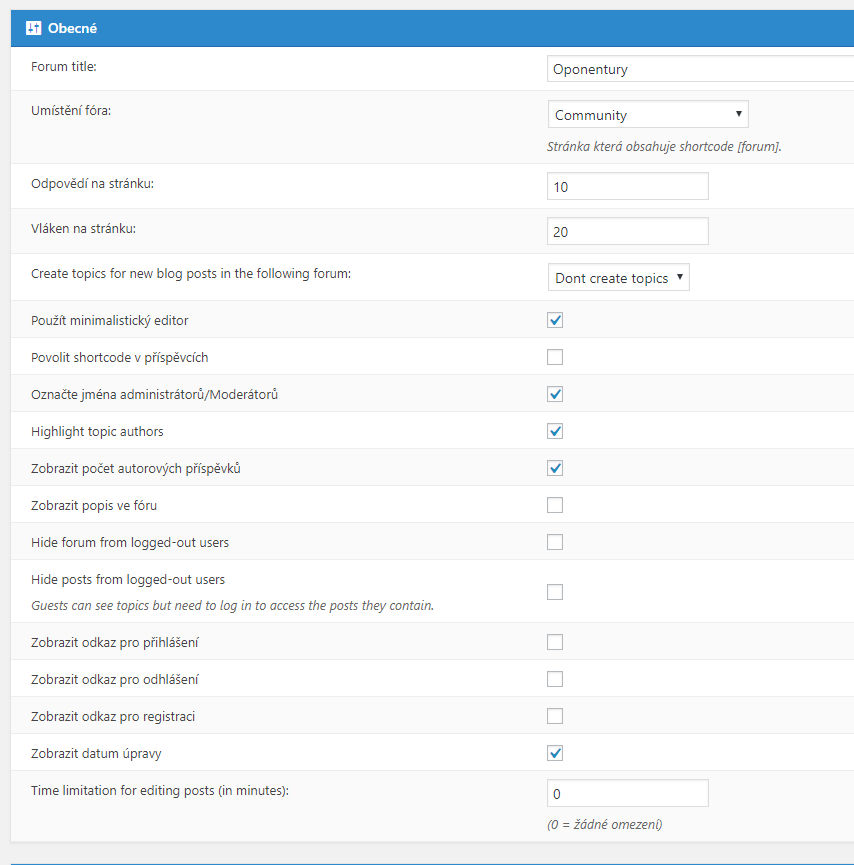 Obecné
Forum title:
Oponentury
Umístění fóra:
Community
Stránka která obsahuje shortcode [forum].
Odpovědí na stránku:
10
Vláken na stránku:
20
Create topics for new blog posts in the following forum:
Dont create topics
Použít minimalistický editor
Povolit shortcode v příspěvcích
Označte jména administrátorů/Moderátorů
Highlight topic authors
Zobrazit počet autorových příspěvků
Zobrazit popis ve fóru
Hide forum from logged-out users
Hide posts from logged-out users
Guests can see topics but need to log in to access the posts they contain.
Zobrazit odkaz pro přihlášení
Zobrazit odkaz pro odhlášení
Zobrazit odkaz pro registraci
Zobrazit datum úpravy
Time limitation for editing posts (in minutes):
0
(0 = žádné omezení)